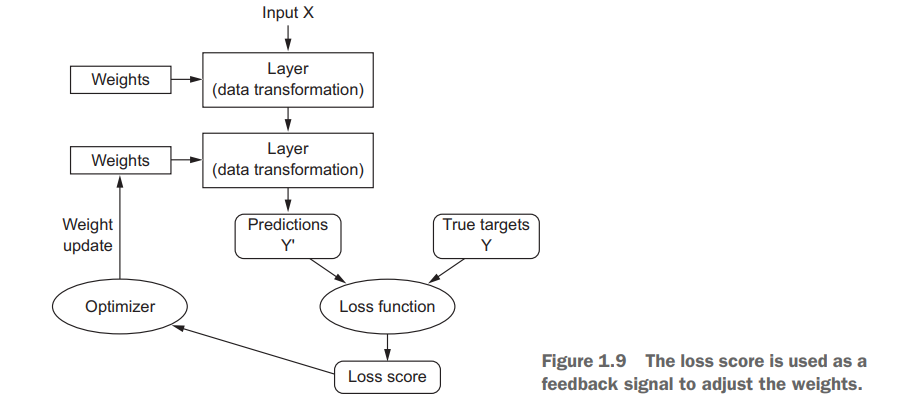 Input X
Layer
(data transformation)
Weights
Layer
(data transformation)
Weights
Weight
update
Predictions
Y'
True targets
Y
Optimizer
Loss function
Loss score
Figure 1.9 The loss score is used as a
feedback signal to adjust the weights.